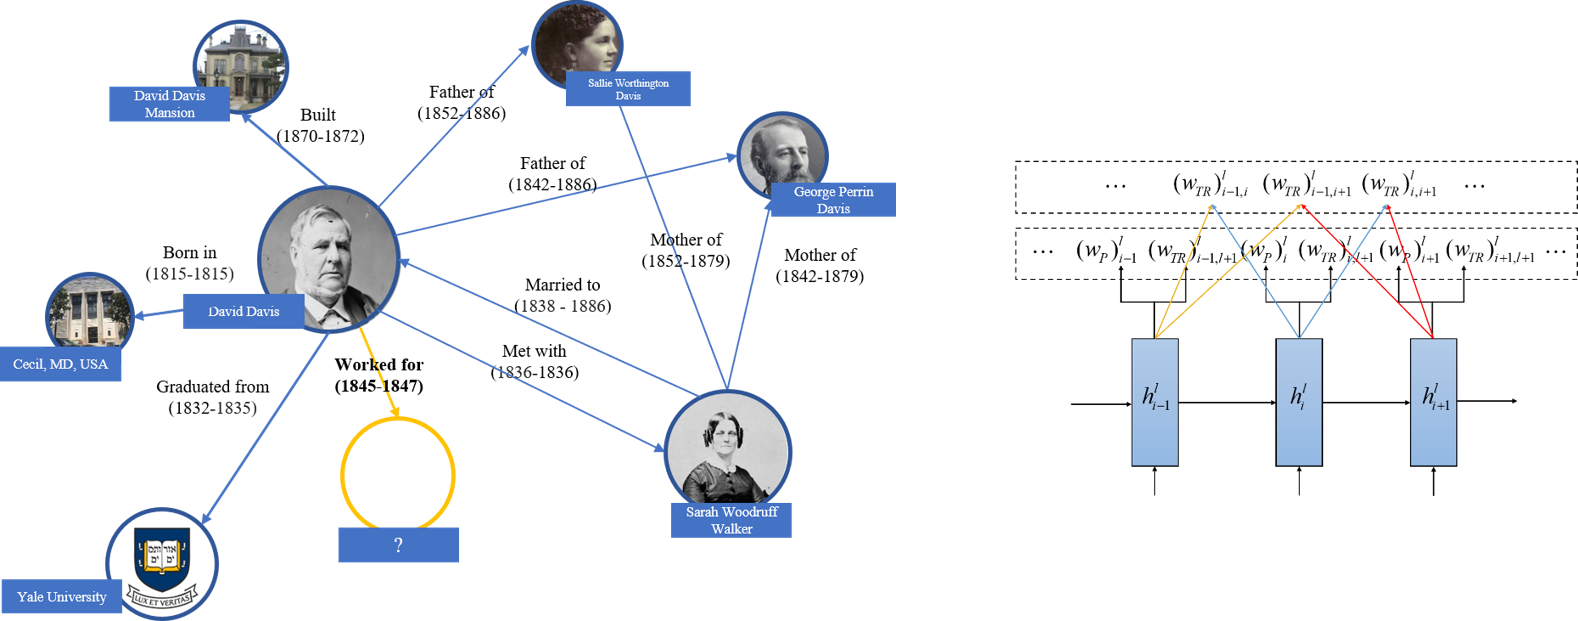 David Davis
Mansion
Built
(1870-1872)
Father of
(1852-1886)
Sallie Worthington
Davis
Father of
(1842-1886)
George Perrin
Davis
Mother of
(1852-1879)
Mother of
(1842-1879)
Born in
(1815-1815)
David Davis
Cecil, MD, USA
Married to
(1838 - 1886)
Met with
(1836-1836)
Worked for
(1845-1847)
Graduated from
(1832-1835)
Sarah Woodruff
Walker
?
Yale University
אורים
ותמים
LUX ET VERITAS
··· (w_{TR})^l_{i-1,i} (w_{TR})^l_{i-1,i+1} (w_{TR})^l_{i,i+1} ···
··· (w_P)^l_{i-1} (w_{TR})^l_{i-1,l+1} (w_P)^l_i (w_{TR})^l_{i,l+1} (w_P)^l_{i+1} (w_{TR})^l_{i+1,l+1} ···
h^l_{i-1} h^l_i h^l_{i+1}